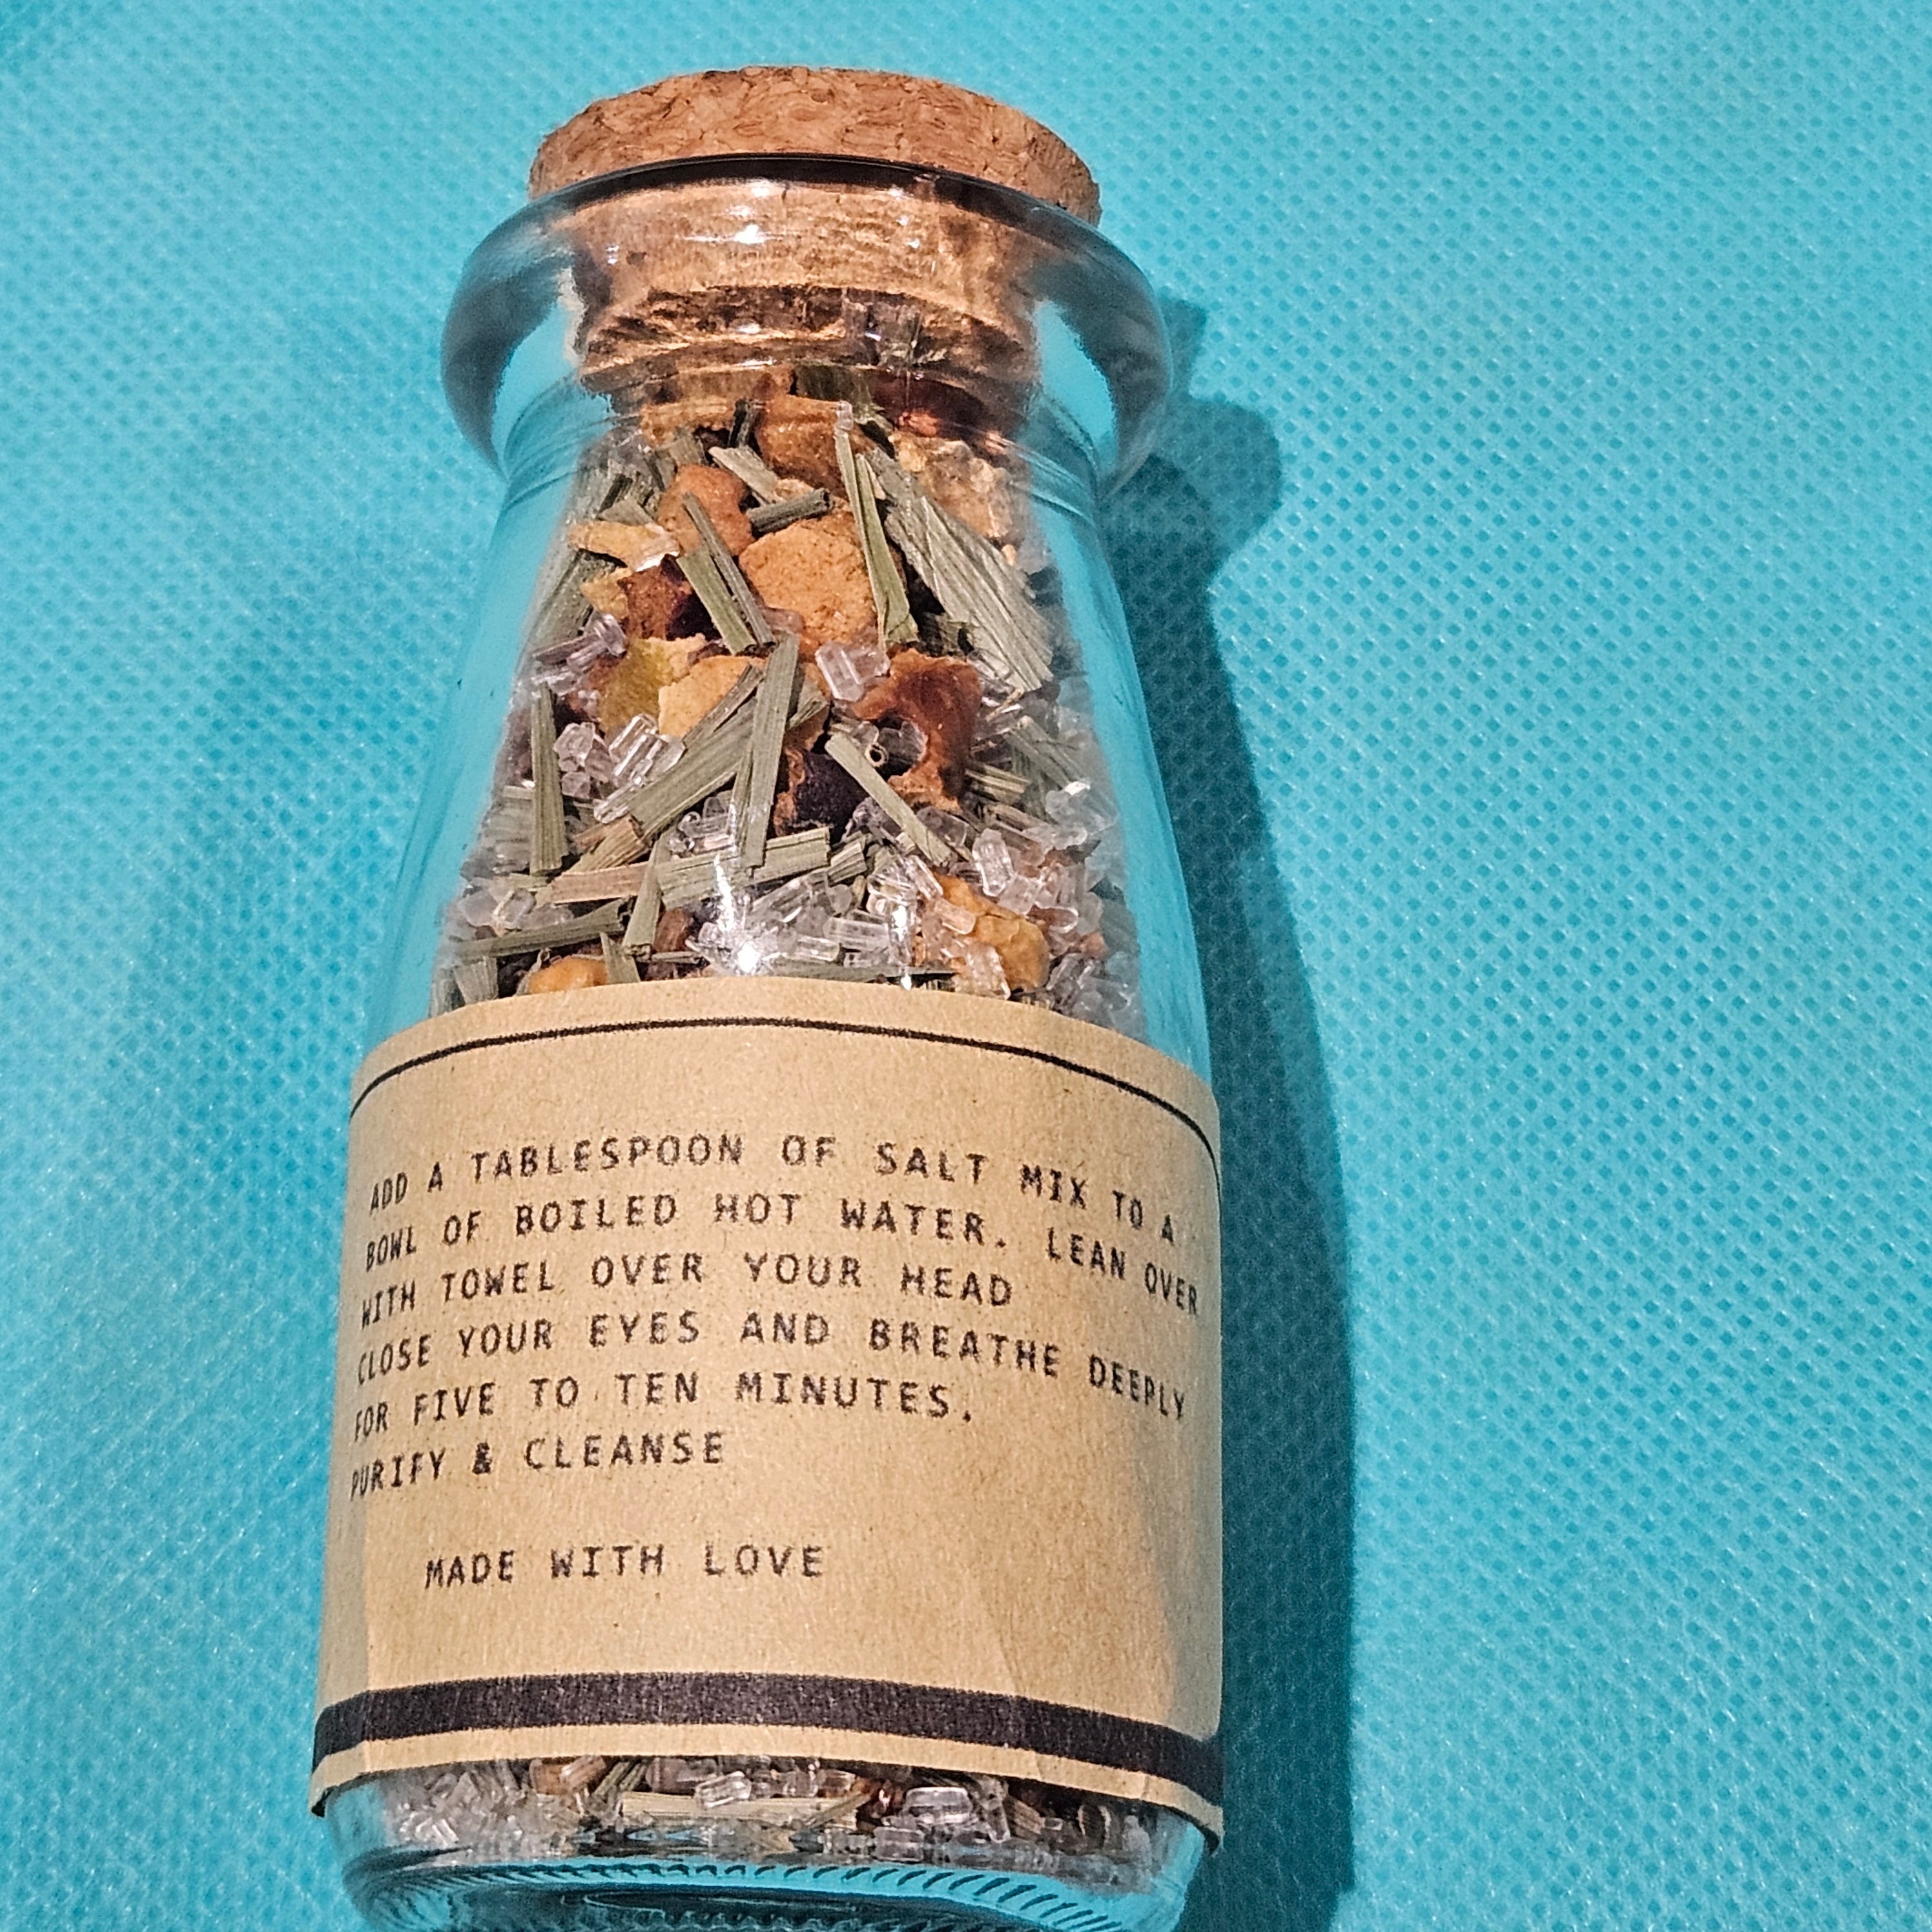 ADD A TABLESPOON OF SALT MIX TO A
BOWL OF BOILED HOT WATER. LEAN OVER
WITH TOWEL OVER YOUR HEAD
CLOSE YOUR EYES AND BREATHE DEEPLY
FOR FIVE TO TEN MINUTES.
PURIFY & CLEANSE
MADE WITH LOVE